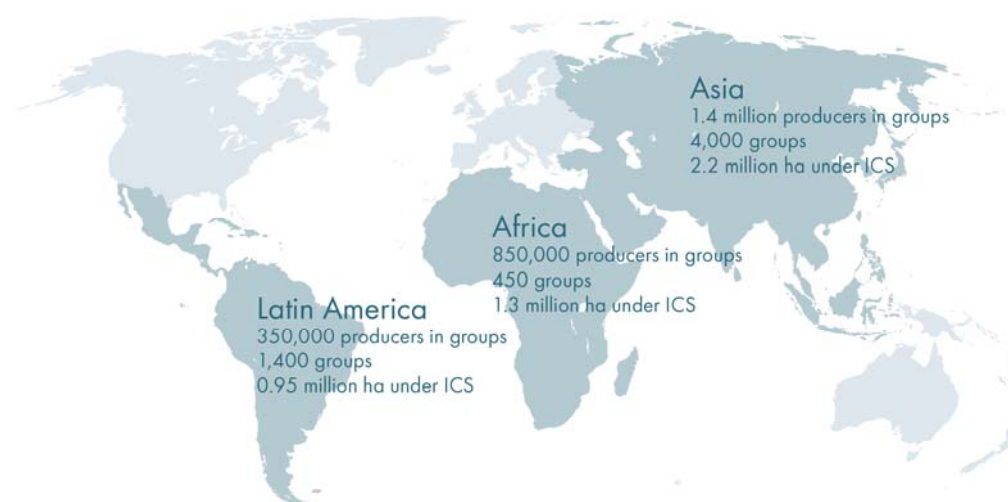 Asia
1.4 million producers in groups
4,000 groups
2.2 million ha under ICS
Africa
850,000 producers in groups
450 groups
1.3 million ha under ICS
Latin America
350,000 producers in groups
1,400 groups
0.95 million ha under ICS